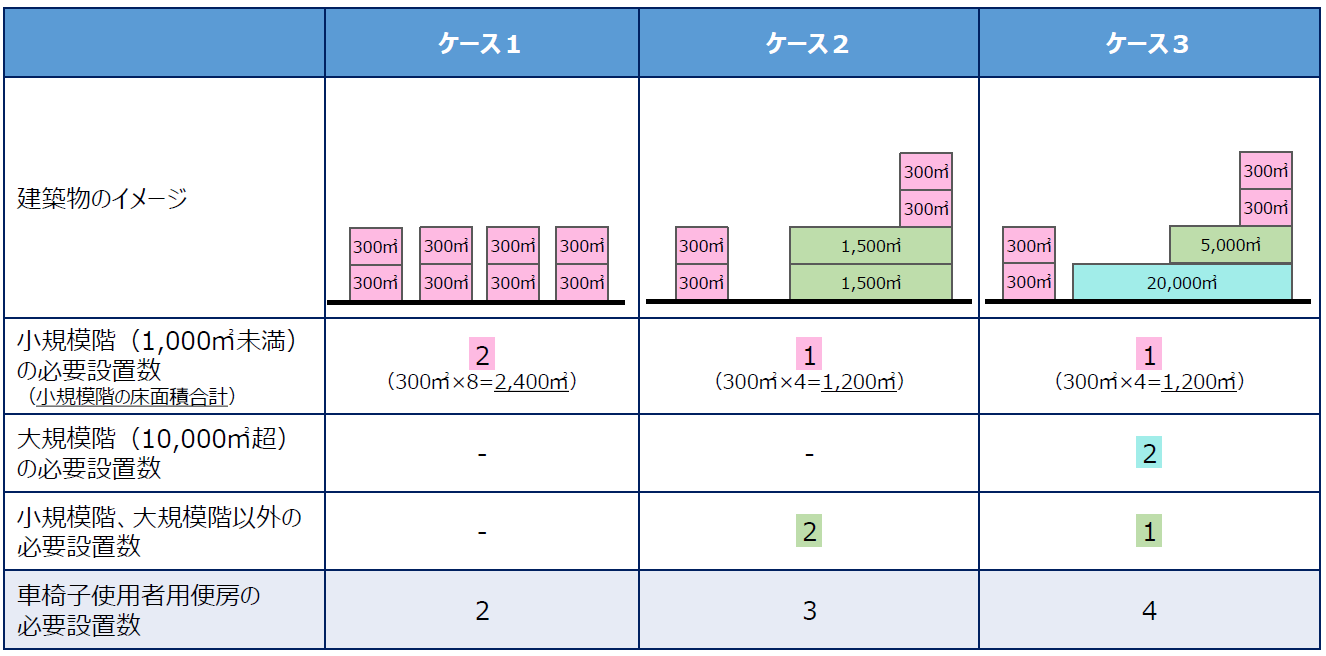 ケース１
ケース２
ケース３
建築物のイメージ
300㎡ 300㎡ 300㎡ 300㎡
300㎡ 300㎡ 300㎡ 300㎡
300㎡
300㎡
300㎡ 1,500㎡
300㎡ 1,500㎡
300㎡
300㎡
300㎡ 5,000㎡
300㎡ 20,000㎡
小規模階（1,000㎡未満）
の必要設置数
（小規模階の床面積合計）
2
（300㎡×8=2,400㎡）
1
（300㎡×4=1,200㎡）
1
（300㎡×4=1,200㎡）
大規模階（10,000㎡超）
の必要設置数
-
-
2
小規模階、大規模階以外の
必要設置数
-
2
1
車椅子使用者用便房の
必要設置数
2
3
4